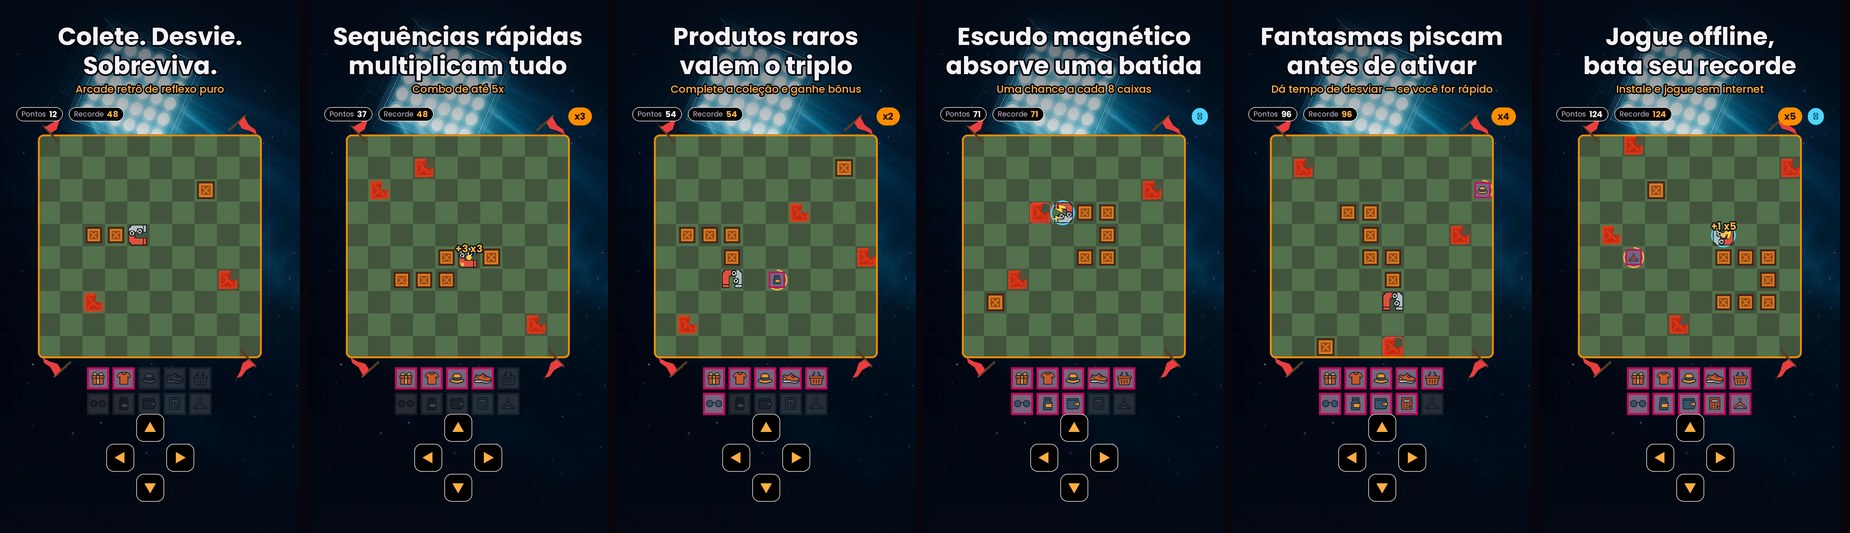 Colete. Desvie.
Sobreviva.
Arcade retrô de reflexo puro
Pontos 12
Recorde 48
Sequências rápidas
multiplicam tudo
Combo de até 5x
Pontos 37
Recorde 48
x3
+3 x3
Produtos raros
valem o triplo
Complete a coleção e ganhe bônus
Pontos 54
Recorde 54
x2
Escudo magnético
absorve uma batida
Uma chance a cada 8 caixas
Pontos 71
Recorde 71
Fantasmas piscam
antes de ativar
Dá tempo de desviar — se você for rápido
Pontos 96
Recorde 96
x4
Jogue offline,
bata seu recorde
Instale e jogue sem internet
Pontos 124
Recorde 124
x5
+1 x5